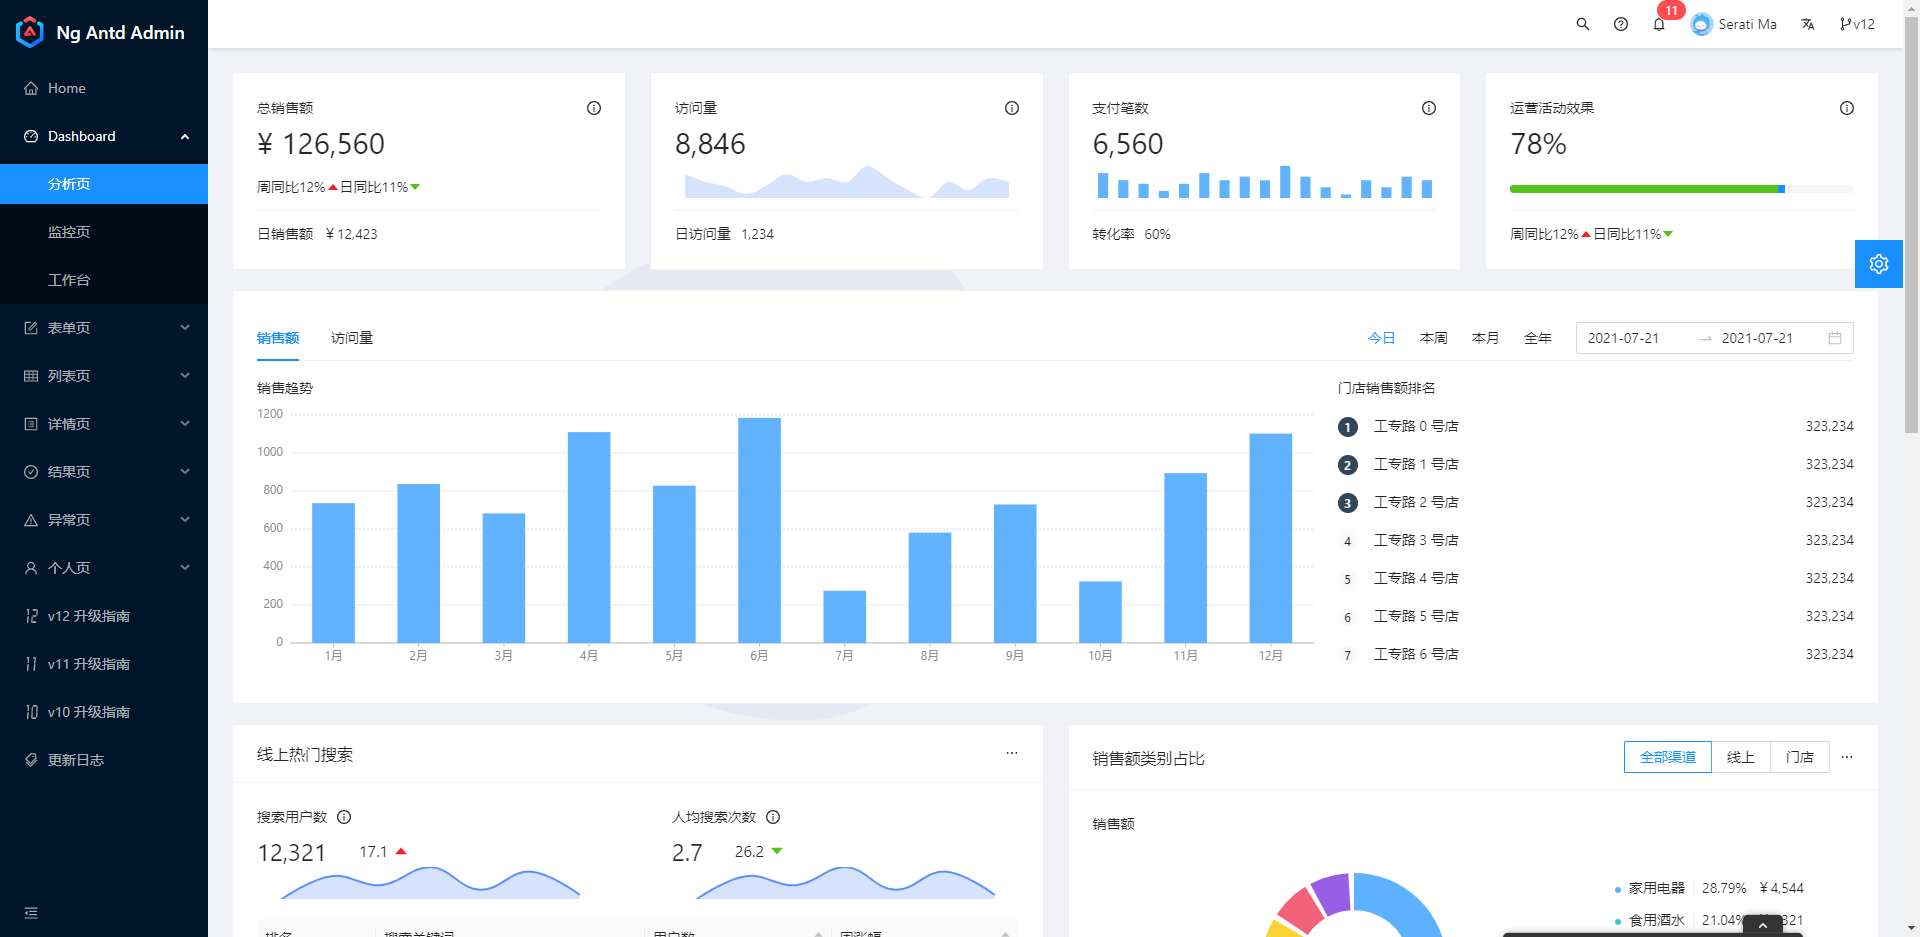 Ng Antd Admin
11
Serati Ma
v12
Home
Dashboard
分析页
监控页
工作台
表单页
列表页
详情页
结果页
异常页
个人页
v12 升级指南
v11 升级指南
v10 升级指南
更新日志
总销售额
¥ 126,560
周同比12% 日同比11%
日销售额 ¥ 12,423
访问量
8,846
日访问量 1,234
支付笔数
6,560
转化率 60%
运营活动效果
78%
周同比12% 日同比11%
销售额 访问量
今日 本周 本月 全年 2021-07-21 2021-07-21
销售趋势
1200
1000
800
600
400
200
0
1月 2月 3月 4月 5月 6月 7月 8月 9月 10月 11月 12月
门店销售额排名
1 工专路 0 号店 323,234
2 工专路 1 号店 323,234
3 工专路 2 号店 323,234
4 工专路 3 号店 323,234
5 工专路 4 号店 323,234
6 工专路 5 号店 323,234
7 工专路 6 号店 323,234
线上热门搜索 ···
搜索用户数
12,321 17.1
人均搜索次数
2.7 26.2
排名 搜索关键词 用户数 周涨幅
销售额类别占比
全部渠道 线上 门店 ···
销售额
家用电器 28.79% ¥ 4,544
食用酒水 21.04%